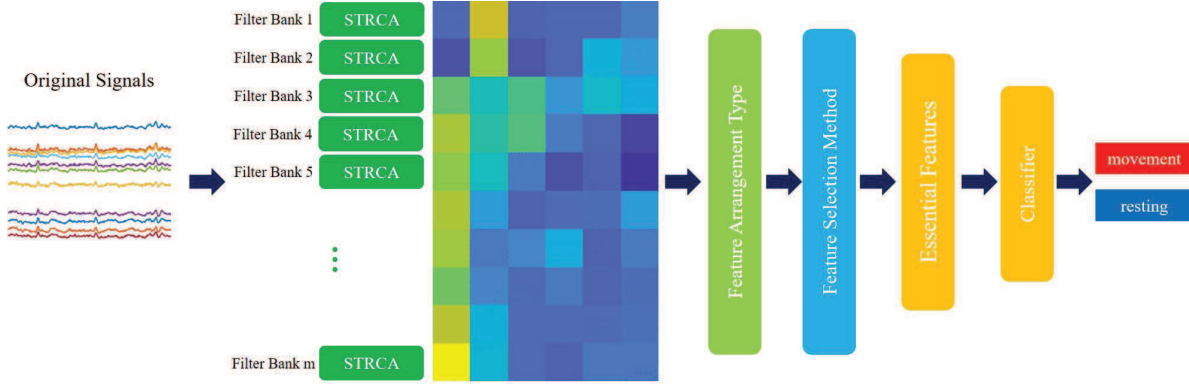 Original Signals
Filter Bank 1 STRCA
Filter Bank 2 STRCA
Filter Bank 3 STRCA
Filter Bank 4 STRCA
Filter Bank 5 STRCA
Filter Bank m STRCA
Feature Arrangement Type
Feature Selection Method
Essential Features
Classifier
movement
resting